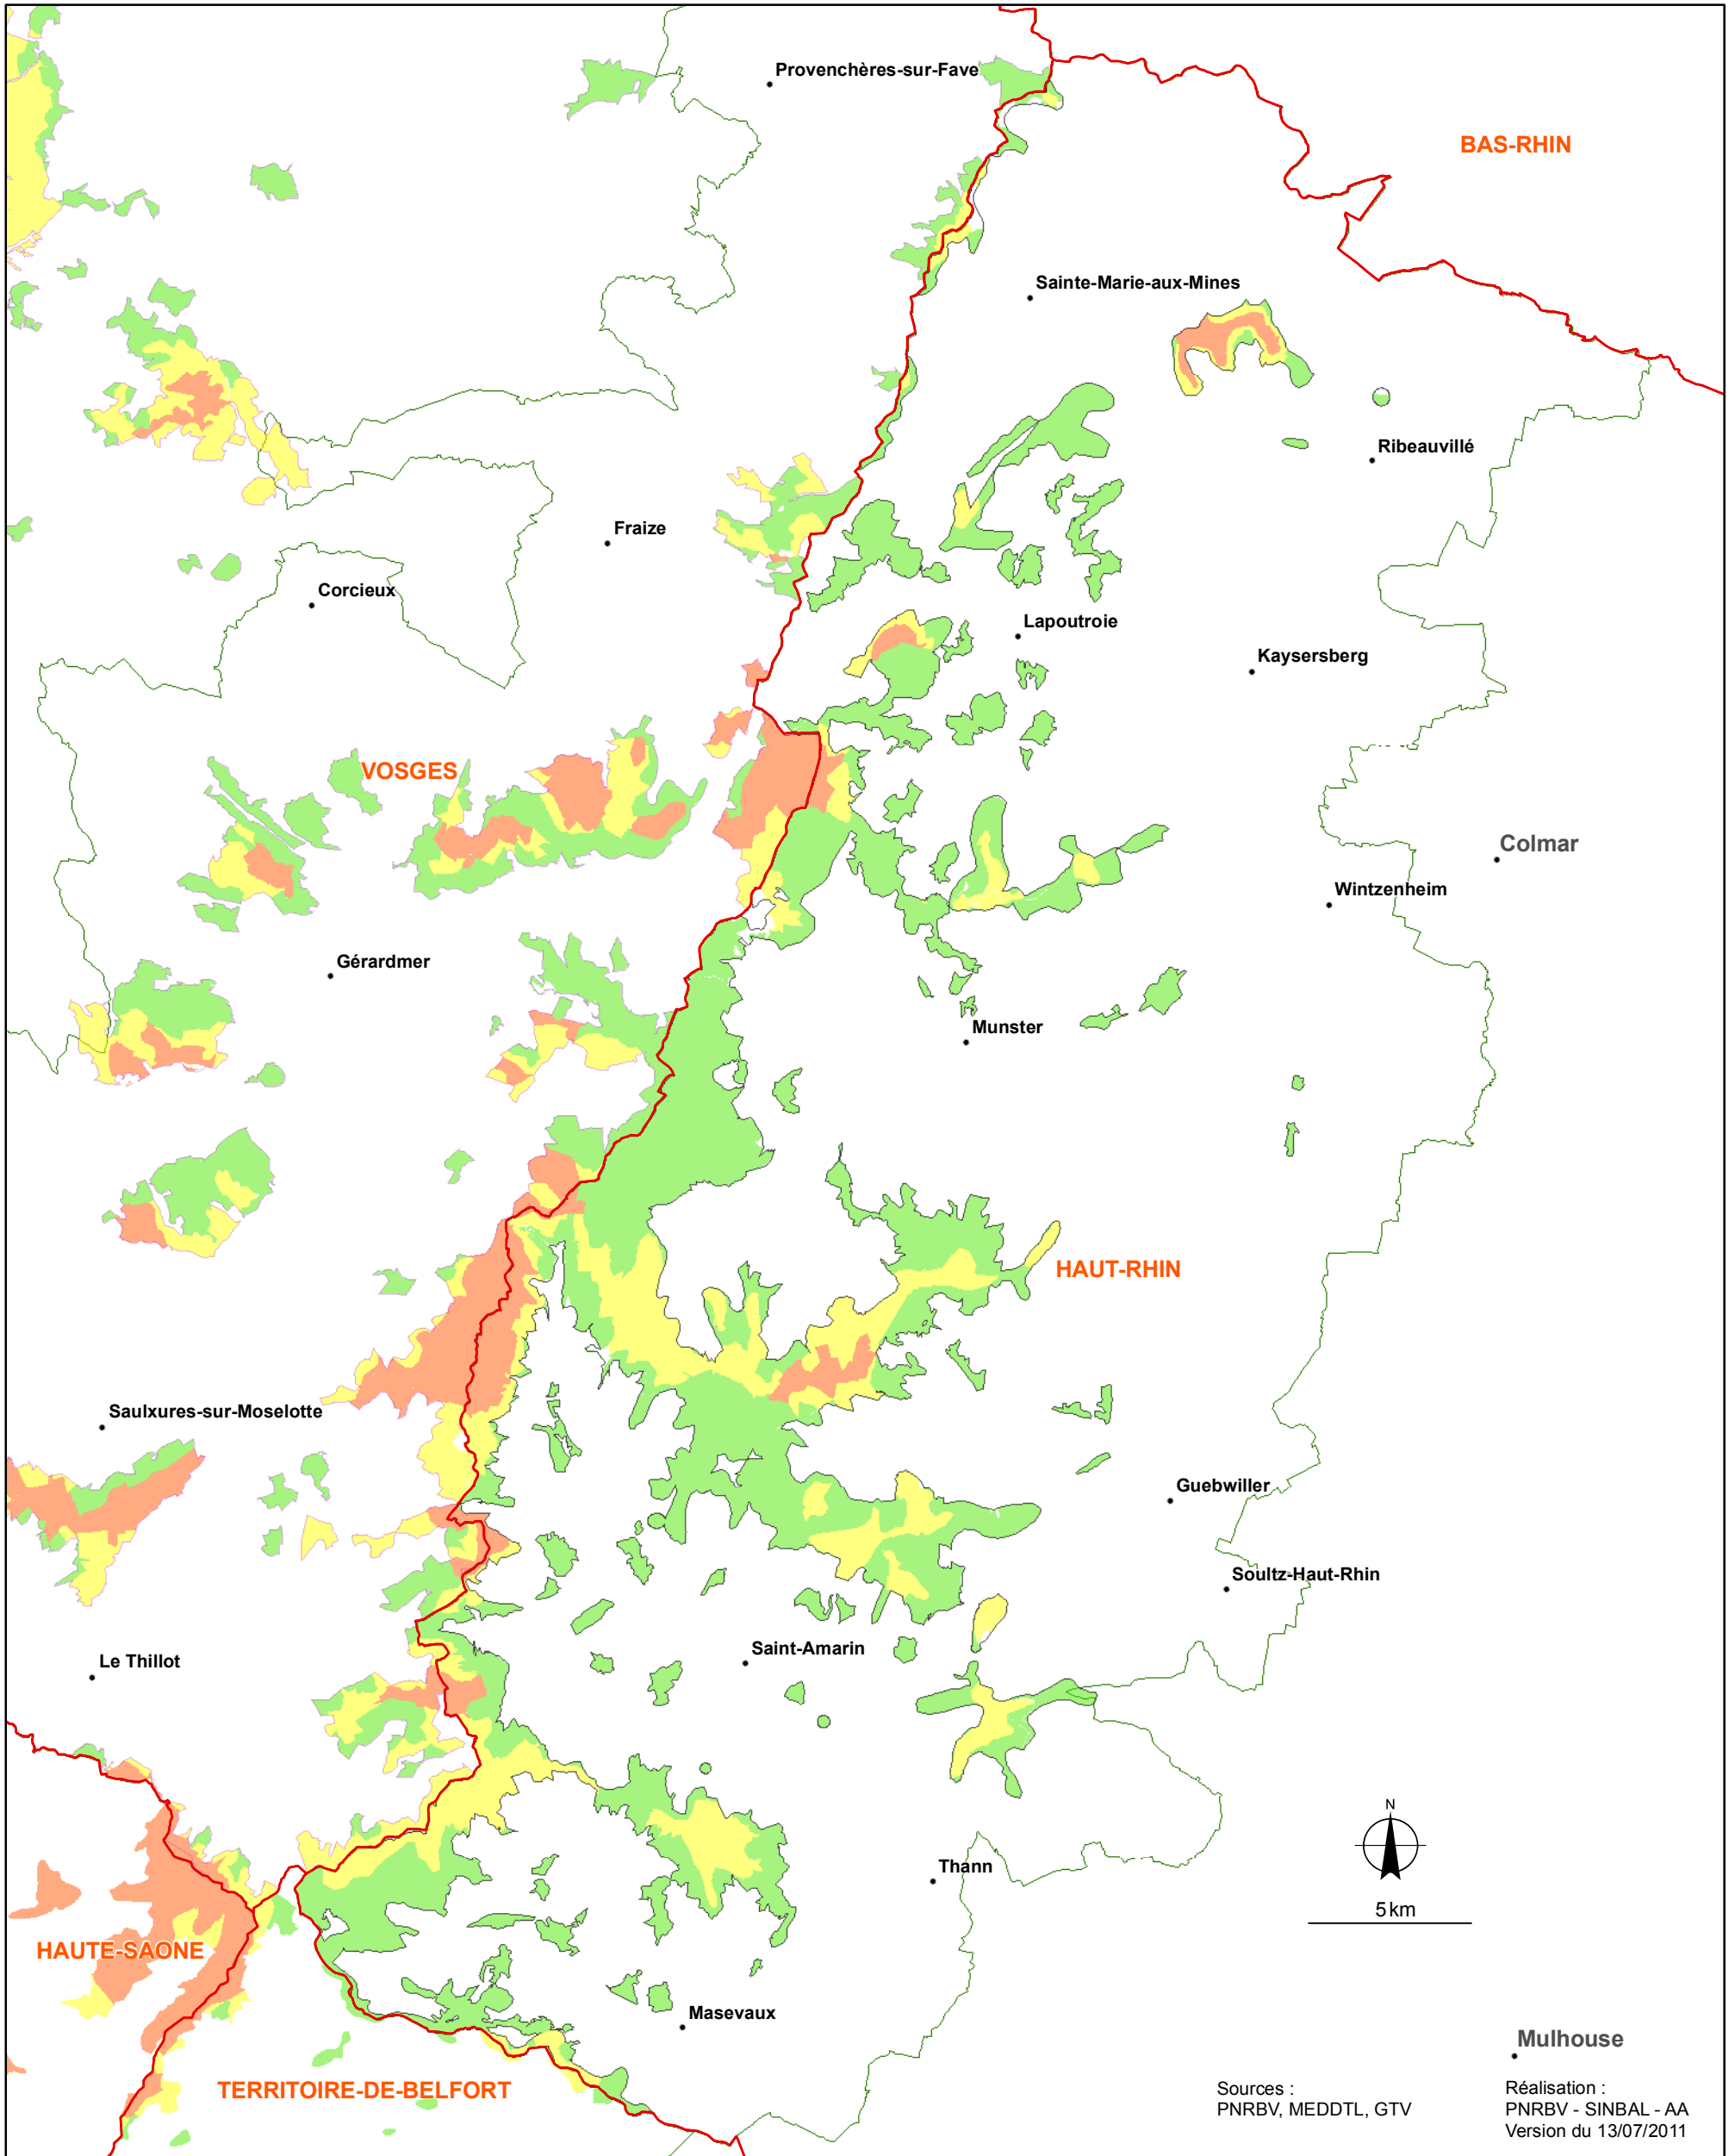 Provenchères-sur-Fave
BAS-RHIN
Sainte-Marie-aux-Mines
Ribeauvillé
Fraize
Corcieux
Lapoutroie
Kaysersberg
VOSGES
Colmar
Wintzenheim
Gérardmer
Munster
HAUT-RHIN
Saulxures-sur-Moselotte
Guebwiller
Soultz-Haut-Rhin
Saint-Amarin
Le Thillot
N
Thann
5 km
HAUTE-SAONE
Masevaux
Mulhouse
TERRITOIRE-DE-BELFORT
Sources :
PNRBV, MEDDTL, GTV
Réalisation :
PNRBV - SINBAL - AA
Version du 13/07/2011